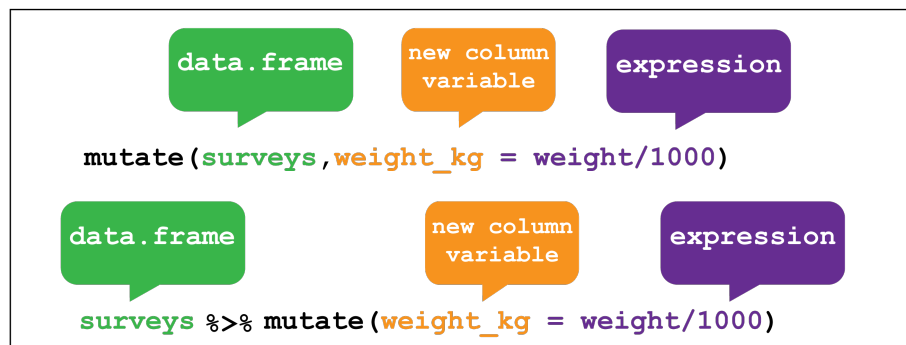 data.frame
new column
variable
expression
mutate(surveys,weight_kg = weight/1000)
data.frame
new column
variable
expression
surveys %>% mutate(weight_kg = weight/1000)